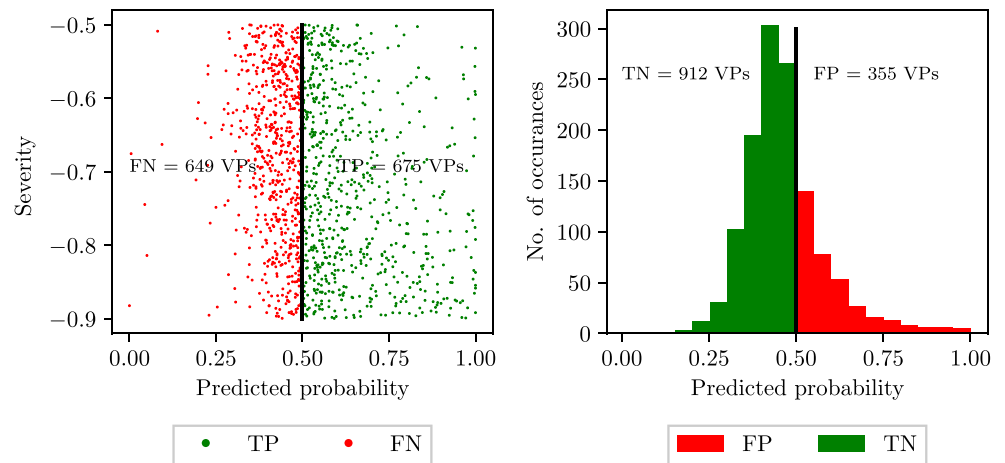 −0.5
−0.6
−0.7
−0.8
−0.9
Severity
FN = 649 VPs
TP = 675 VPs
0.00 0.25 0.50 0.75 1.00
Predicted probability
TP FN
300
250
200
150
100
50
0
No. of occurances
TN = 912 VPs
FP = 355 VPs
0.00 0.25 0.50 0.75 1.00
Predicted probability
FP TN